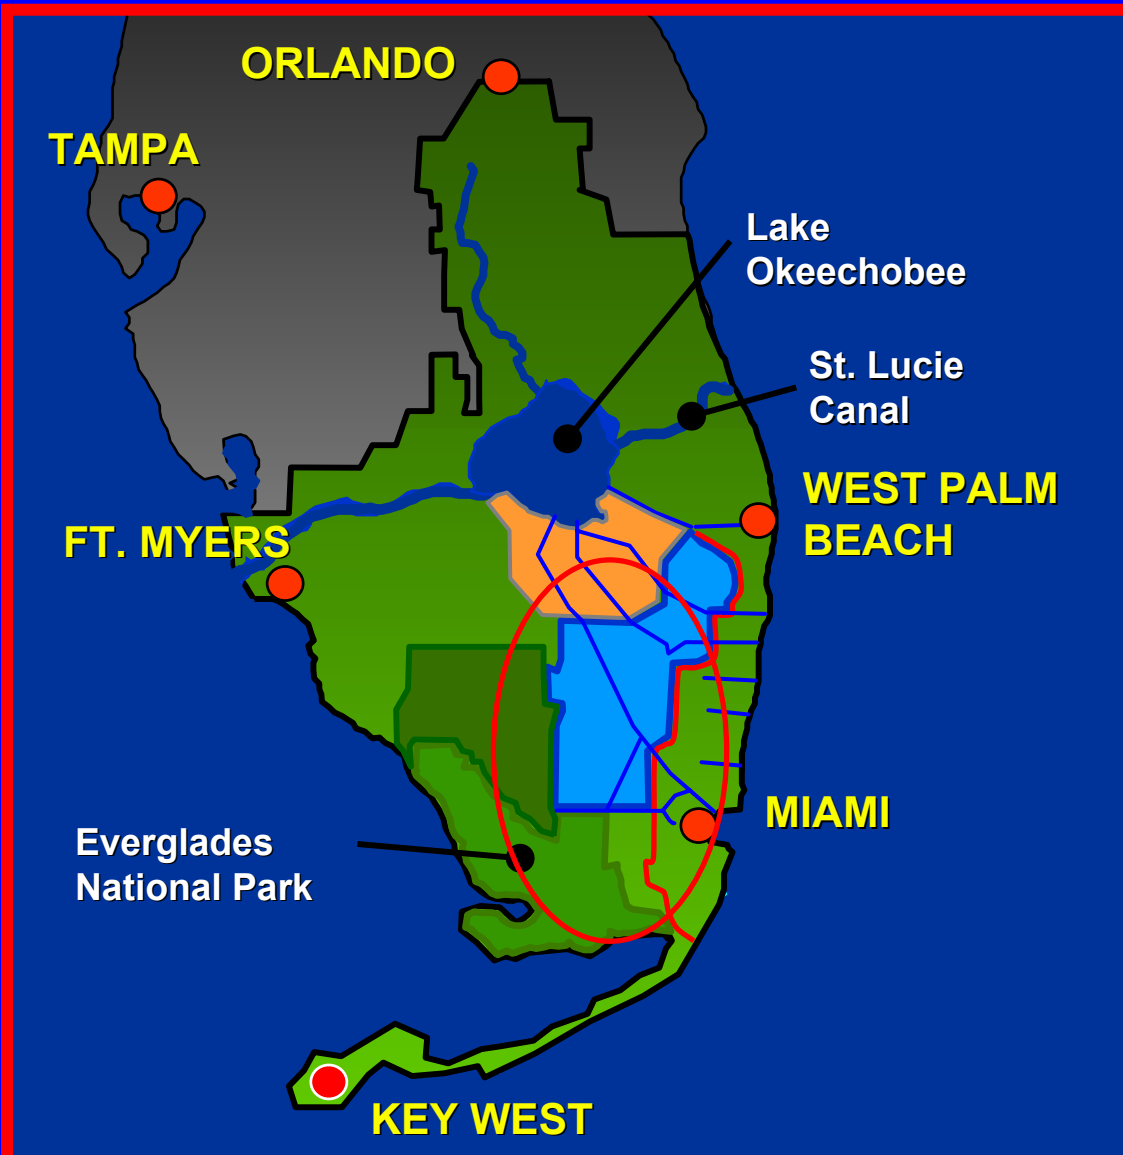 ORLANDO
TAMPA
Lake
Okeechobee
St. Lucie
Canal
WEST PALM
BEACH
FT. MYERS
MIAMI
Everglades
National Park
KEY WEST